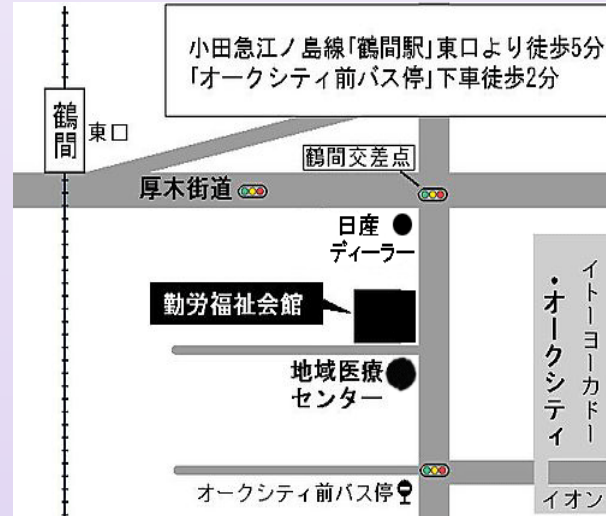 小田急江ノ島線「鶴間駅」東口より徒歩5分
「オークシティ前バス停」下車徒歩2分
鶴間
東口
鶴間交差点
厚木街道
日産
ディーラー
勤労福祉会館
地域医療
センター
イトーヨーカドー
・オークシティ
オークシティ前バス停
イオン